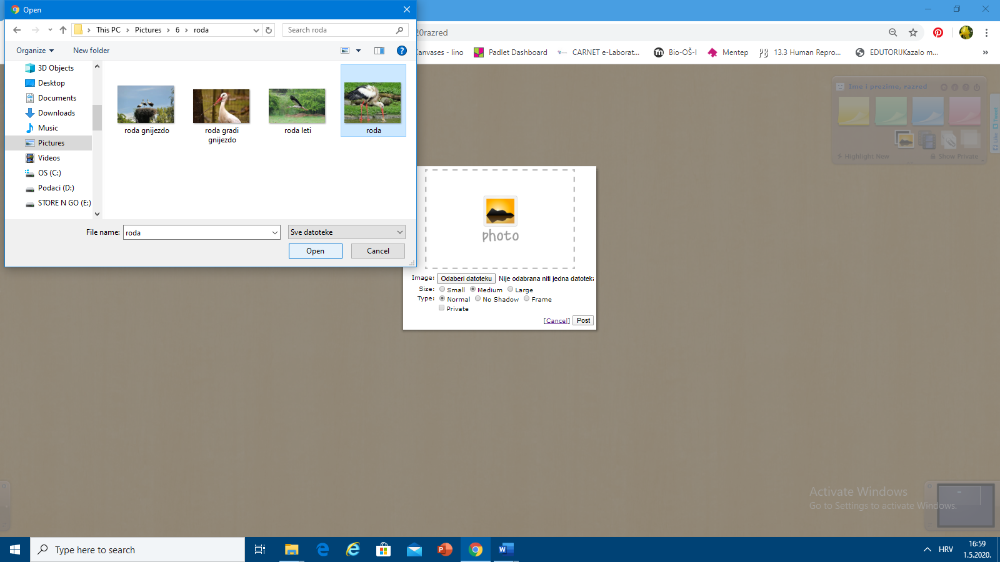 Open
This PC
Pictures
6
roda
Search roda
Organize
New folder
3D Objects
Desktop
Documents
Downloads
Music
Pictures
Videos
OS (C:)
Podaci (D:)
STORE N GO (E:)
roda gnijezdo
roda gradi
gnijezdo
roda leti
roda
File name:
roda
Sve datoteke
Open
Cancel
20razred
Canvases - lino
Padlet Dashboard
CARNET e-Laborat...
Bio-OŠ-I
Mentep
13.3 Human Repro...
EDUTORIJKazalo m...
Ime i prezime, razred
Highlight New
Show Private
Tweet
Like
photo
Image:
Odaberi datoteku
Nije odabrana niti jedna datoteka
Size:
Small
Medium
Large
Type:
Normal
No Shadow
Frame
Private
[Cancel]
Post
Activate Windows
Go to Settings to activate Windows.
Type here to search
HRV
16:59
1.5.2020.